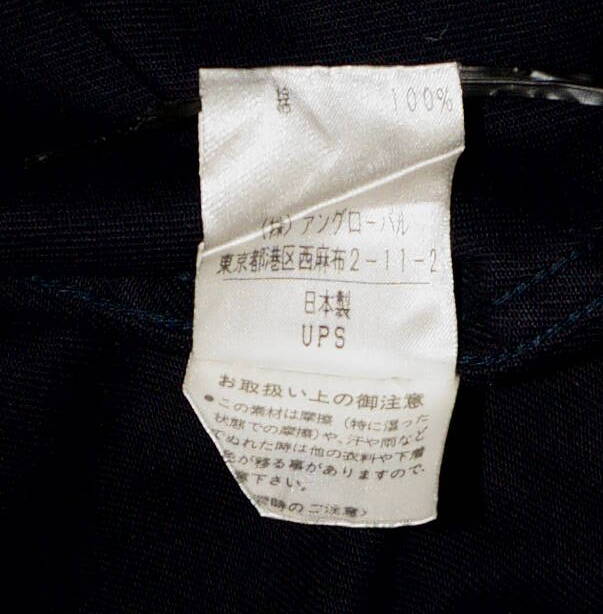 綿 100%
(株) アングローバル
東京都港区西麻布2-11-2
日本製
UPS
お取扱い上の御注意
●この素材は摩擦 (特に湿った
状態での摩擦)や、汗や雨など
でぬれた時は他の衣料や下着
色が移る事がありますので、
意下さい。
時のご注意>